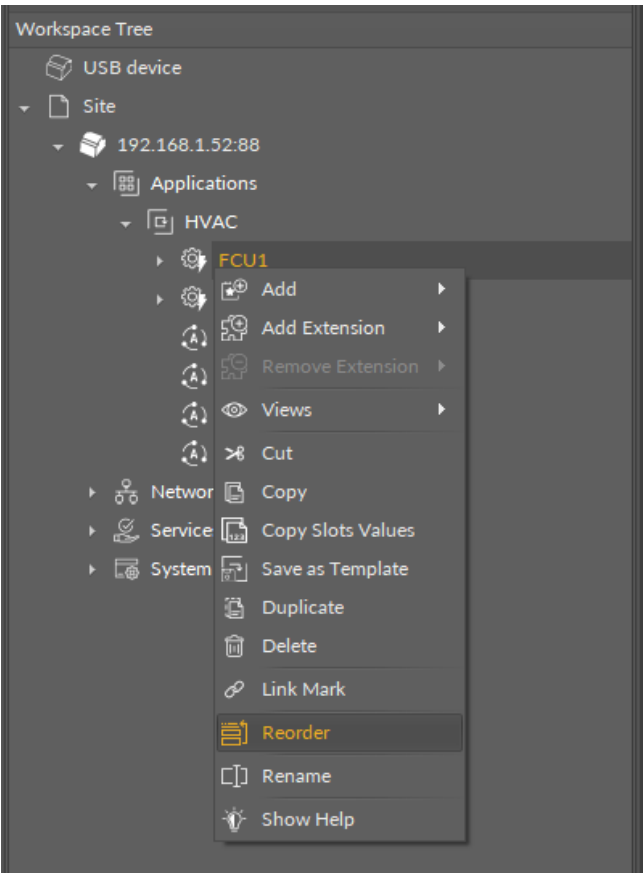 Workspace Tree
USB device
Site
192.168.1.52:88
Applications
HVAC
FCU1
Add
Add Extension
Remove Extension
Views
Cut
Networ
Copy
Service
Copy Slots Values
System
Save as Template
Duplicate
Delete
Link Mark
Reorder
Rename
Show Help